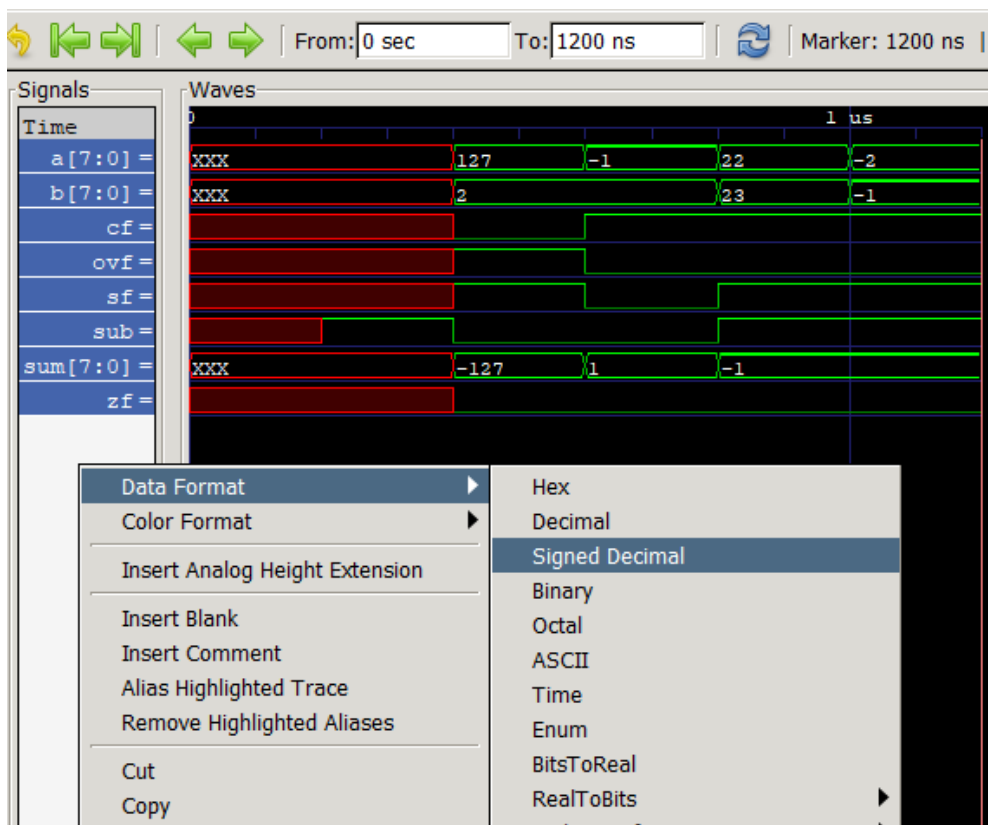 From: 0 sec To: 1200 ns Marker: 1200 ns |
Signals Waves
Time 0 1 us
a[7:0] = XXX 127 -1 22 -2
b[7:0] = XXX 2 23 -1
cf =
ovf =
sf =
sub =
sum[7:0] = XXX -127 1 -1
zf =
Data Format
Color Format
Insert Analog Height Extension
Insert Blank
Insert Comment
Alias Highlighted Trace
Remove Highlighted Aliases
Cut
Copy
Hex
Decimal
Signed Decimal
Binary
Octal
ASCII
Time
Enum
BitsToReal
RealToBits